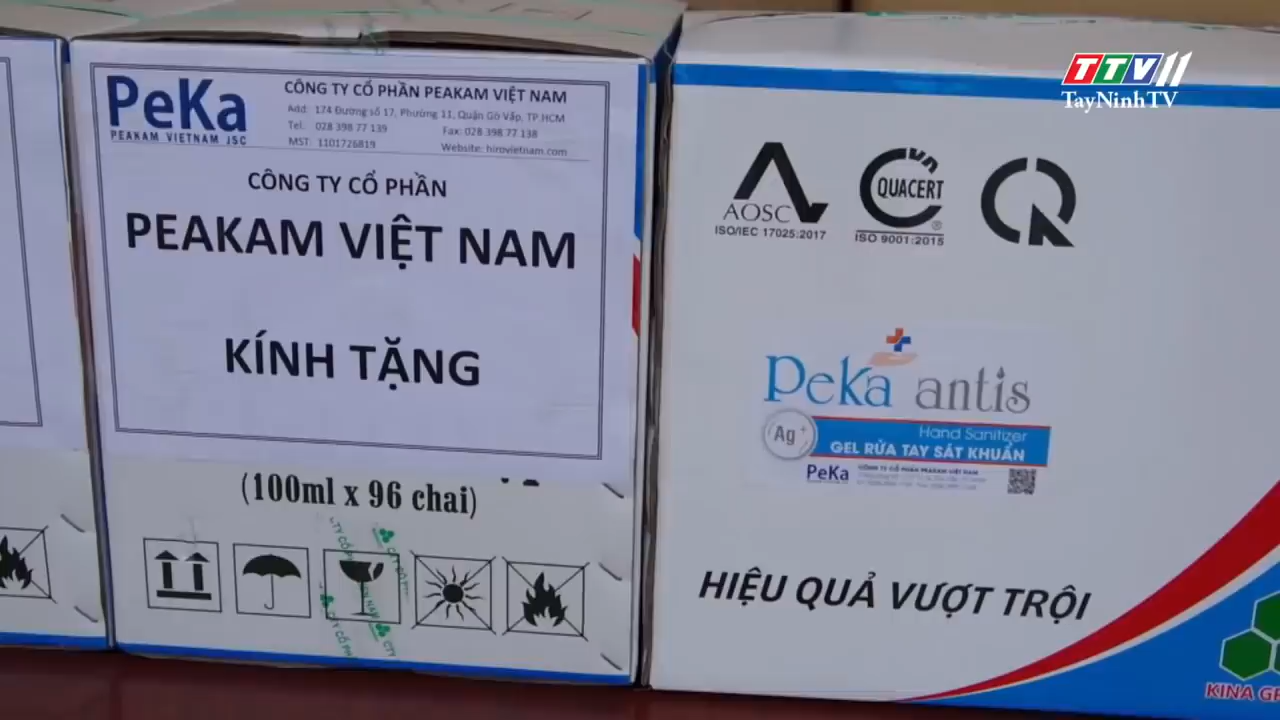 TTV11
TayNinhTV
PeKa
PEAKAM VIETNAM JSC
CÔNG TY CỔ PHẦN PEAKAM VIỆT NAM
Add: 174 Đường số 17, Phường 11, Quận Gò Vấp, TP.HCM
Tel: 028 398 77 139 Fax: 028 398 77 138
MST: 1101726819 Website: hirovietnam.com
CÔNG TY CỔ PHẦN
PEAKAM VIỆT NAM
KÍNH TẶNG
(100ml x 96 chai)
AOSC
ISO/IEC 17025:2017
QUACERT
®
ISO 9001:2015
Peka antis
Ag+
Hand Sanitizer
GEL RỬA TAY SÁT KHUẨN
PeKa
CÔNG TY CỔ PHẦN PEAKAM VIỆT NAM
HIỆU QUẢ VƯỢT TRỘI
KINA